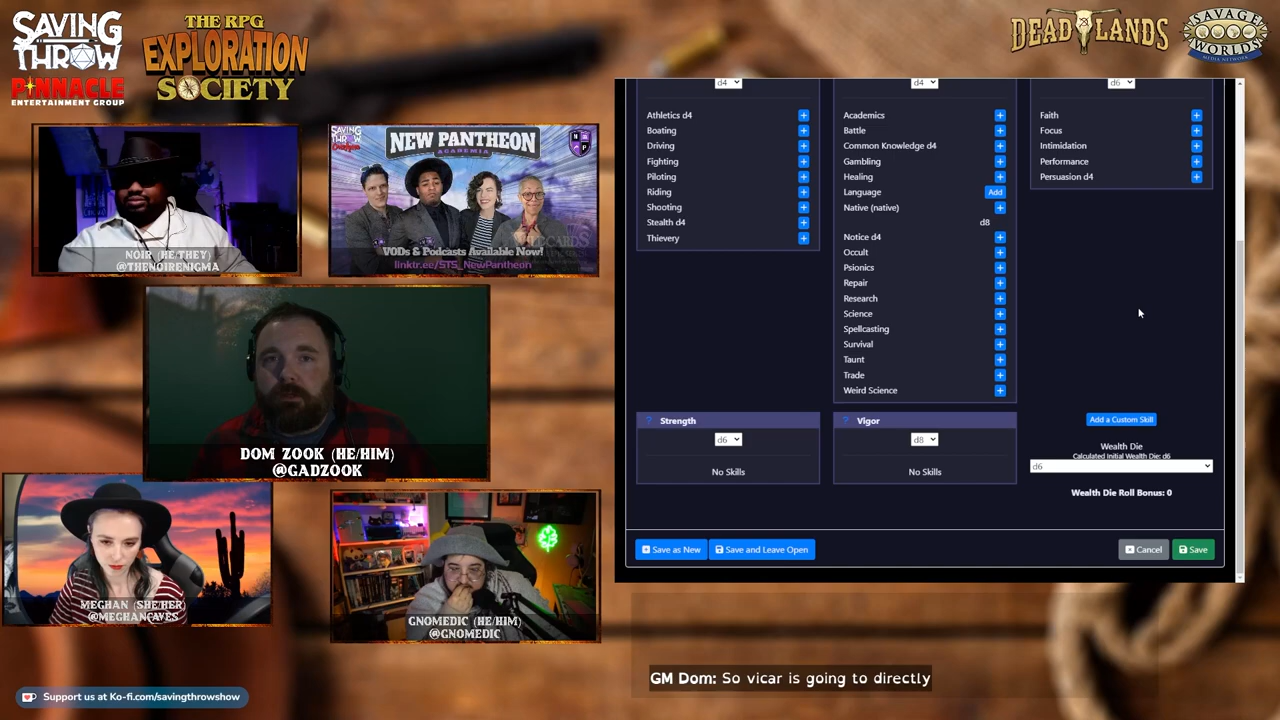 SAVING
THROW
PINNACLE
ENTERTAINMENT GROUP
THE RPG
EXPLORATION
SOCIETY
DEADLANDS
SAVAGE
WORLDS
MEDIA NETWORK
NOIR (HE/THEY)
@THENOIRENIGMA
SAVING
THROW
NEW PANTHEON
ACADEMIA
N
P
VODs & Podcasts Available Now!
linktr.ee/STS_NewPantheon
DOM ZOOK (HE/HIM)
@GADZOOK
MEGHAN (SHE/HER)
@MEGHANCAVES
GNOMEDIC (HE/HIM)
@GNOMEDIC
Support us at Ko-fi.com/savingthrowshow
d4
Athletics d4
Boating
Driving
Fighting
Piloting
Riding
Shooting
Stealth d4
Thievery
d4
Academics
Battle
Common Knowledge d4
Gambling
Healing
Language Add
Native (native)
d8
Notice d4
Occult
Psionics
Repair
Research
Science
Spellcasting
Survival
Taunt
Trade
Weird Science
d6
Faith
Focus
Intimidation
Performance
Persuasion d4
? Strength
d6
No Skills
? Vigor
d8
No Skills
Add a Custom Skill
Wealth Die
Calculated Initial Wealth Die: d6
d6
Wealth Die Roll Bonus: 0
Save as New
Save and Leave Open
Cancel
Save
GM Dom: So vicar is going to directly